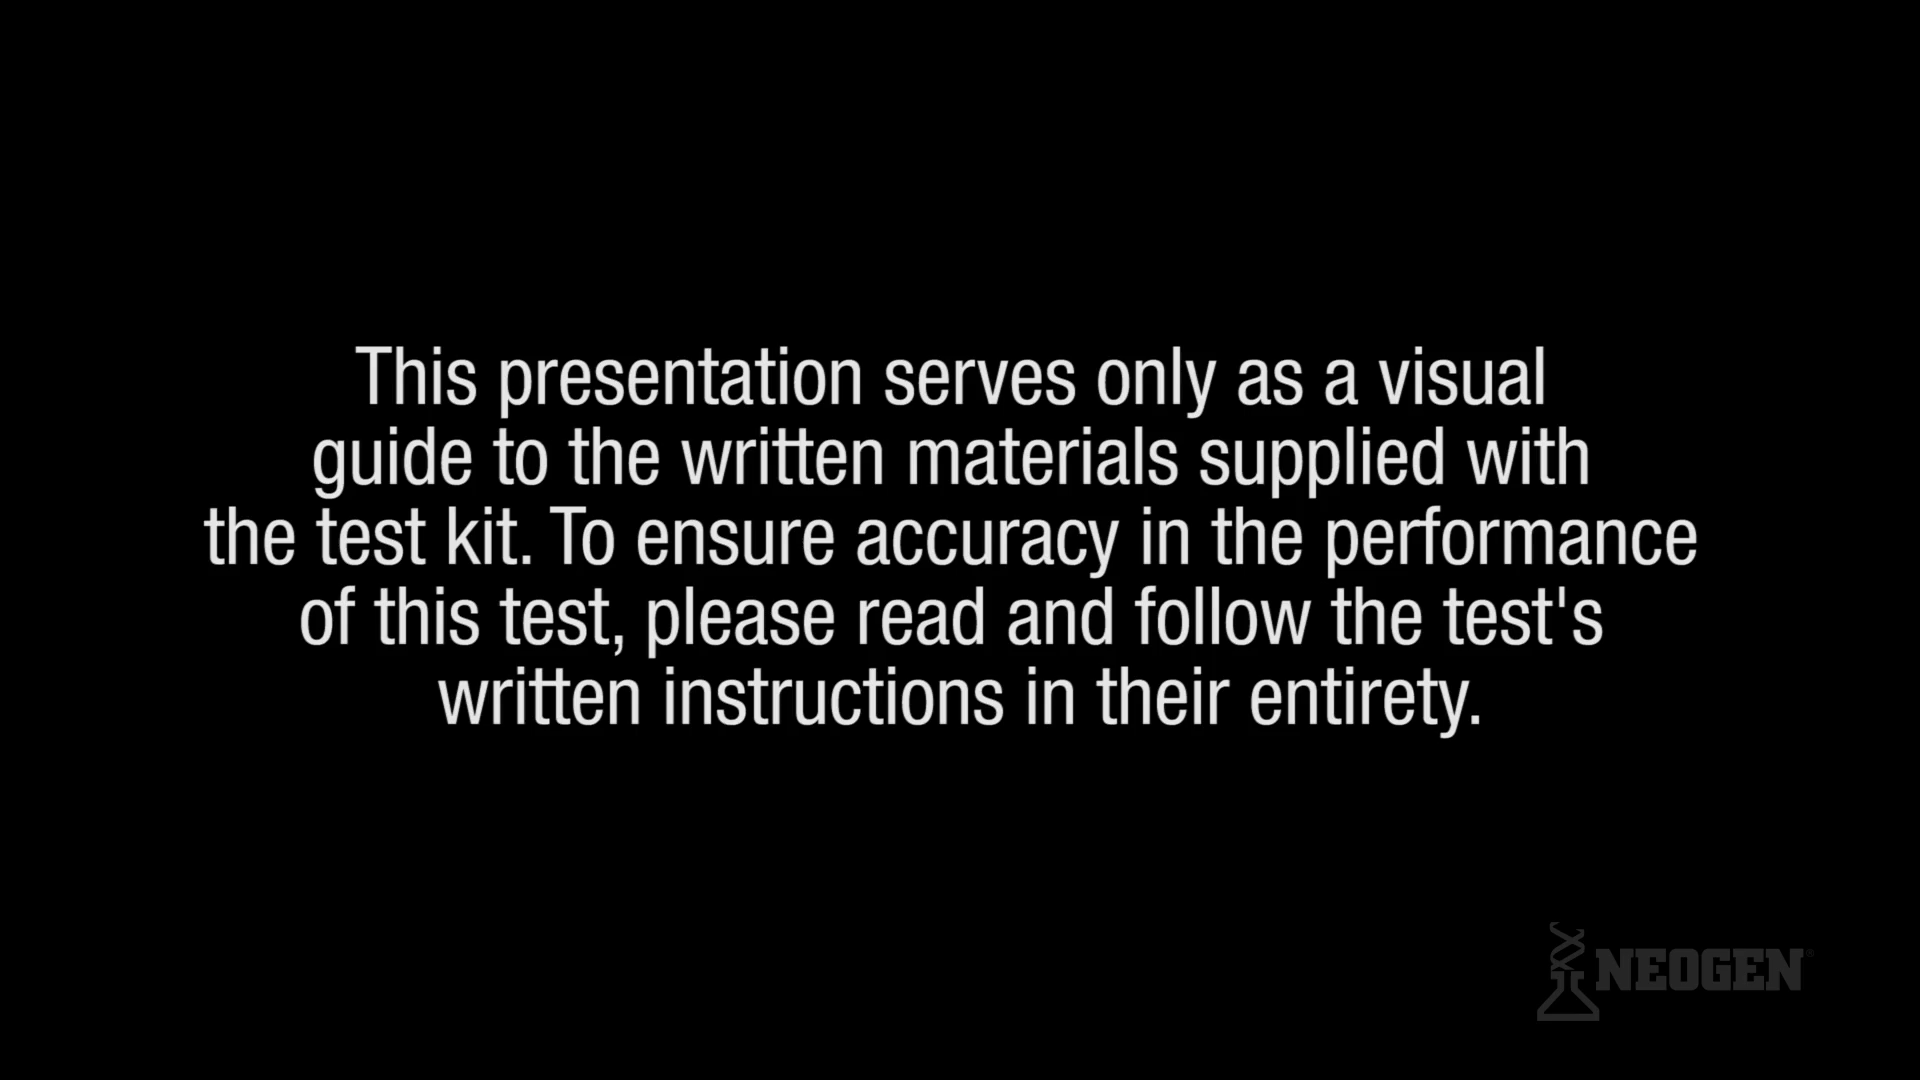 This presentation serves only as a visual
guide to the written materials supplied with
the test kit. To ensure accuracy in the performance
of this test, please read and follow the test's
written instructions in their entirety.
NEOGEN®